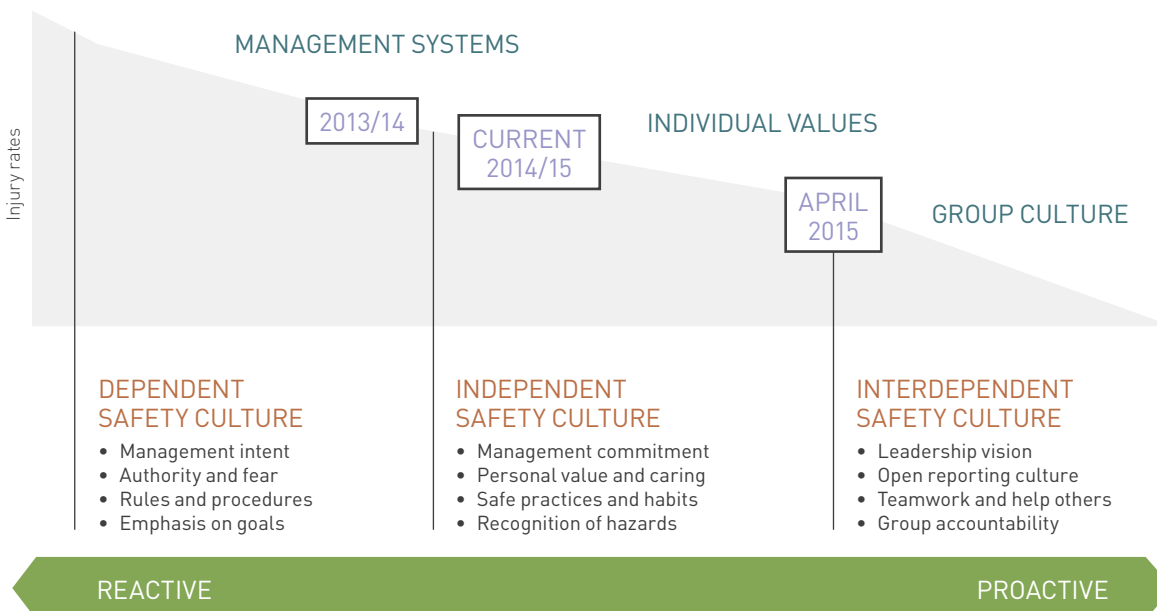 MANAGEMENT SYSTEMS
2013/14
CURRENT
2014/15
INDIVIDUAL VALUES
APRIL
2015
GROUP CULTURE
Injury rates
DEPENDENT
SAFETY CULTURE
• Management intent
• Authority and fear
• Rules and procedures
• Emphasis on goals
INDEPENDENT
SAFETY CULTURE
• Management commitment
• Personal value and caring
• Safe practices and habits
• Recognition of hazards
INTERDEPENDENT
SAFETY CULTURE
• Leadership vision
• Open reporting culture
• Teamwork and help others
• Group accountability
REACTIVE
PROACTIVE